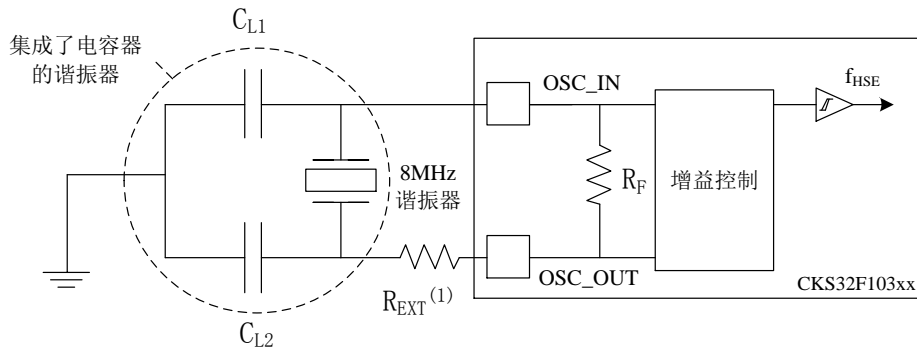 C_L1
集成了电容器
的谐振器
OSC_IN
f_HSE
8MHz
谐振器
R_F
增益控制
R_EXT^(1)
OSC_OUT
CKS32F103xx
C_L2